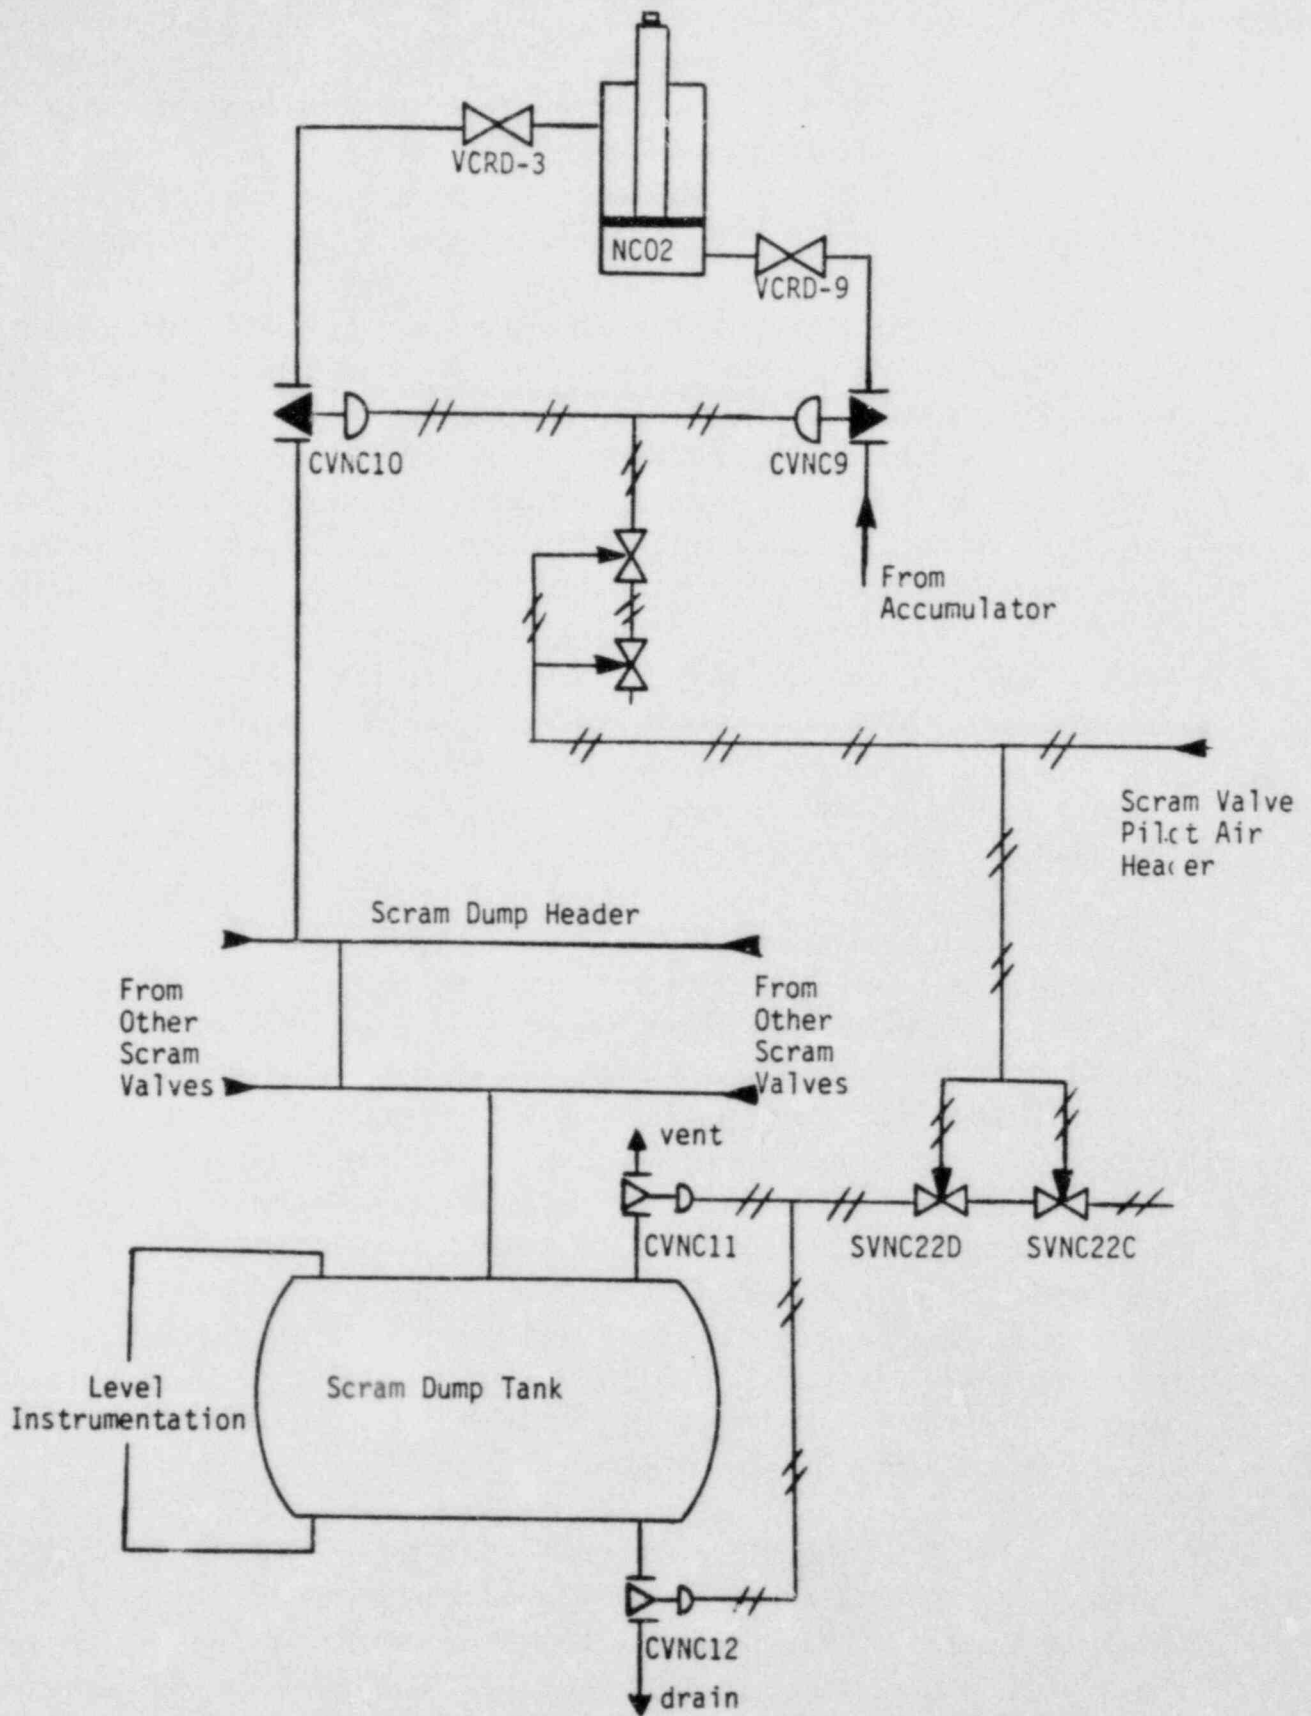 VCRD-3
NC02
VCRD-9
CVNC10
CVNC9
From
Accumulator
Scram Valve
Pilot Air
Header
Scram Dump Header
From
Other
Scram
Valves
From
Other
Scram
Valves
vent
CVNC11
SVNC22D
SVNC22C
Level
Instrumentation
Scram Dump Tank
CVNC12
drain